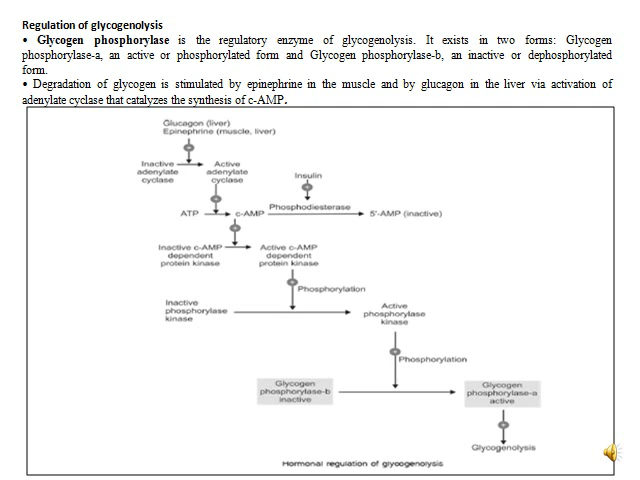 Regulation of glycogenolysis
• Glycogen phosphorylase is the regulatory enzyme of glycogenolysis. It exists in two forms: Glycogen
phosphorylase-a, an active or phosphorylated form and Glycogen phosphorylase-b, an inactive or dephosphorylated
form.
• Degradation of glycogen is stimulated by epinephrine in the muscle and by glucagon in the liver via activation of
adenylate cyclase that catalyzes the synthesis of c-AMP.
Glucagon (liver)
Epinephrine (muscle, liver)
Inactive
adenylate
cyclase
Active
adenylate
cyclase
Insulin
ATP
c-AMP
Phosphodiesterase
5'-AMP (inactive)
Inactive c-AMP
dependent
protein kinase
Active c-AMP
dependent
protein kinase
Phosphorylation
Inactive
phosphorylase
kinase
Active
phosphorylase
kinase
Phosphorylation
Glycogen
phosphorylase-b
inactive
Glycogen
phosphorylase-a
active
Glycogenolysis
Hormonal regulation of glycogenolysis